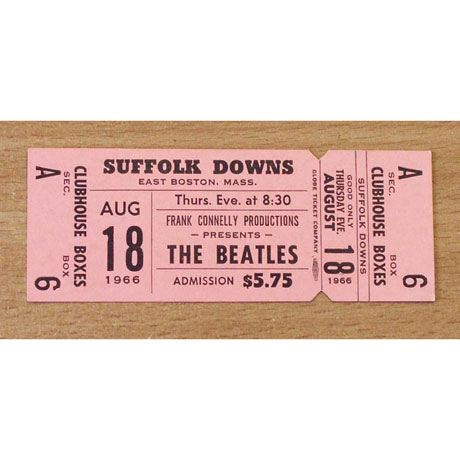 A SEC.
CLUBHOUSE BOXES
6 BOX
SUFFOLK DOWNS
EAST BOSTON, MASS.
AUG
18
1966
Thurs. Eve. at 8:30
FRANK CONNELLY PRODUCTIONS
— PRESENTS —
THE BEATLES
ADMISSION $5.75
GLOBE TICKET COMPANY
THURSDAY EVE.
AUGUST
18
1966
GOOD ONLY
SUFFOLK DOWNS
A SEC.
CLUBHOUSE BOXES
6 BOX